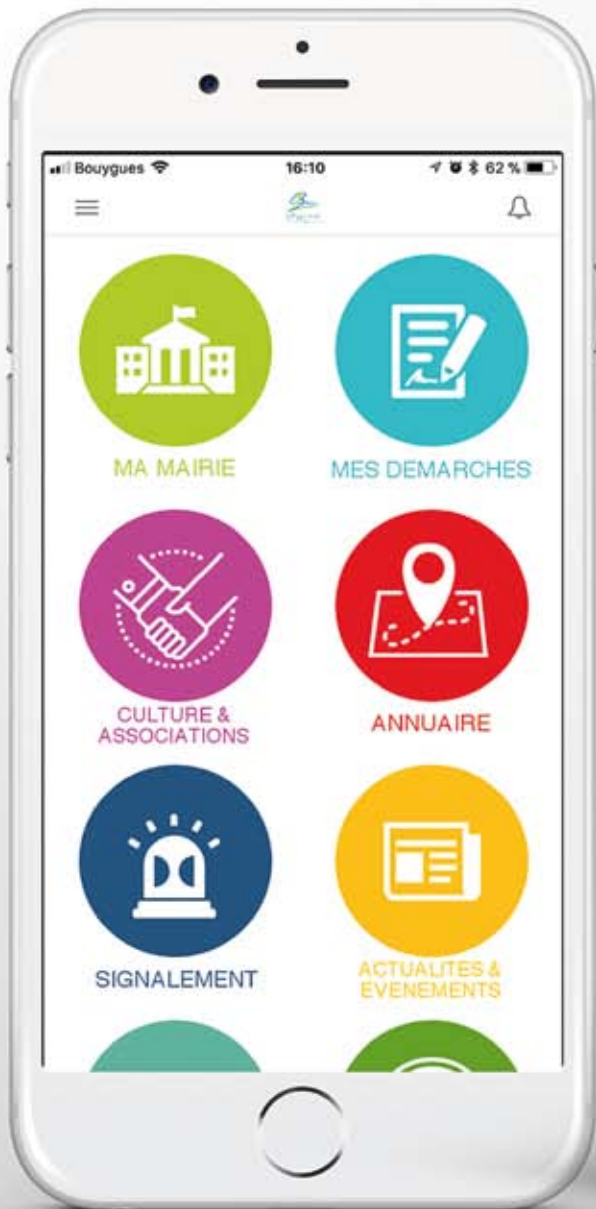 Bouygues 16:10 62 %
MA MAIRIE
MES DEMARCHES
CULTURE &
ASSOCIATIONS
ANNUAIRE
SIGNALEMENT
ACTUALITES &
EVENEMENTS